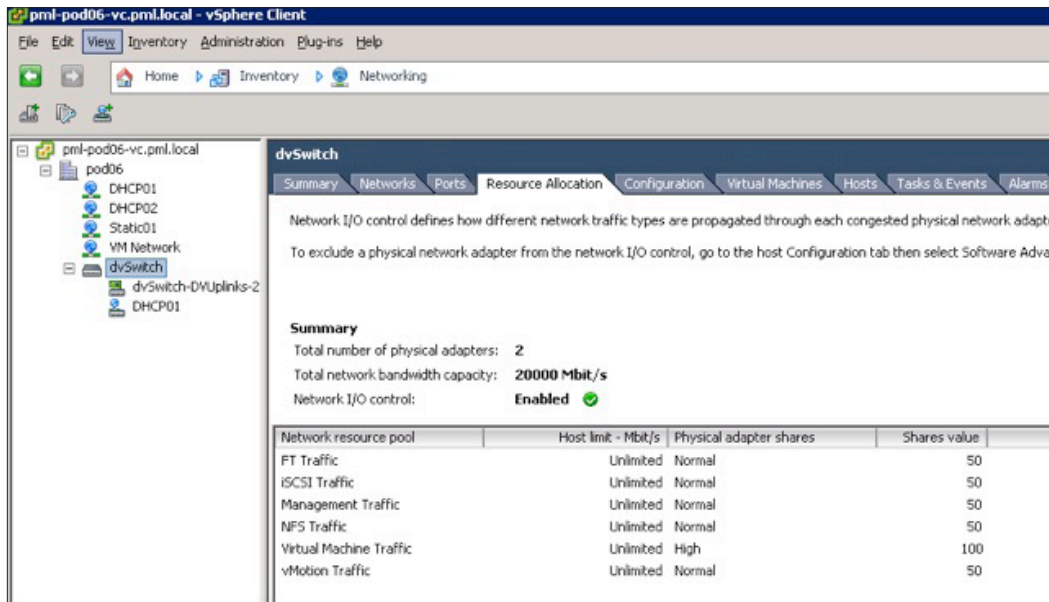 pml-pod06-vc.pml.local - vSphere Client
File Edit View Inventory Administration Plug-ins Help
Home Inventory Networking
pml-pod06-vc.pml.local
pod06
DHCP01
DHCP02
Static01
VM Network
dvSwitch
dvSwitch-DVUplinks-2
DHCP01
dvSwitch
Summary Networks Ports Resource Allocation Configuration Virtual Machines Hosts Tasks & Events Alarms
Network I/O control defines how different network traffic types are propagated through each congested physical network
To exclude a physical network adapter from the network I/O control, go to the host Configuration tab then select Software
Summary
Total number of physical adapters: 2
Total network bandwidth capacity: 20000 Mbit/s
Network I/O control: Enabled
Network resource pool Host limit - Mbit/s Physical adapter shares Shares value
FT Traffic Unlimited Normal 50
iSCSI Traffic Unlimited Normal 50
Management Traffic Unlimited Normal 50
NFS Traffic Unlimited Normal 50
Virtual Machine Traffic Unlimited High 100
vMotion Traffic Unlimited Normal 50